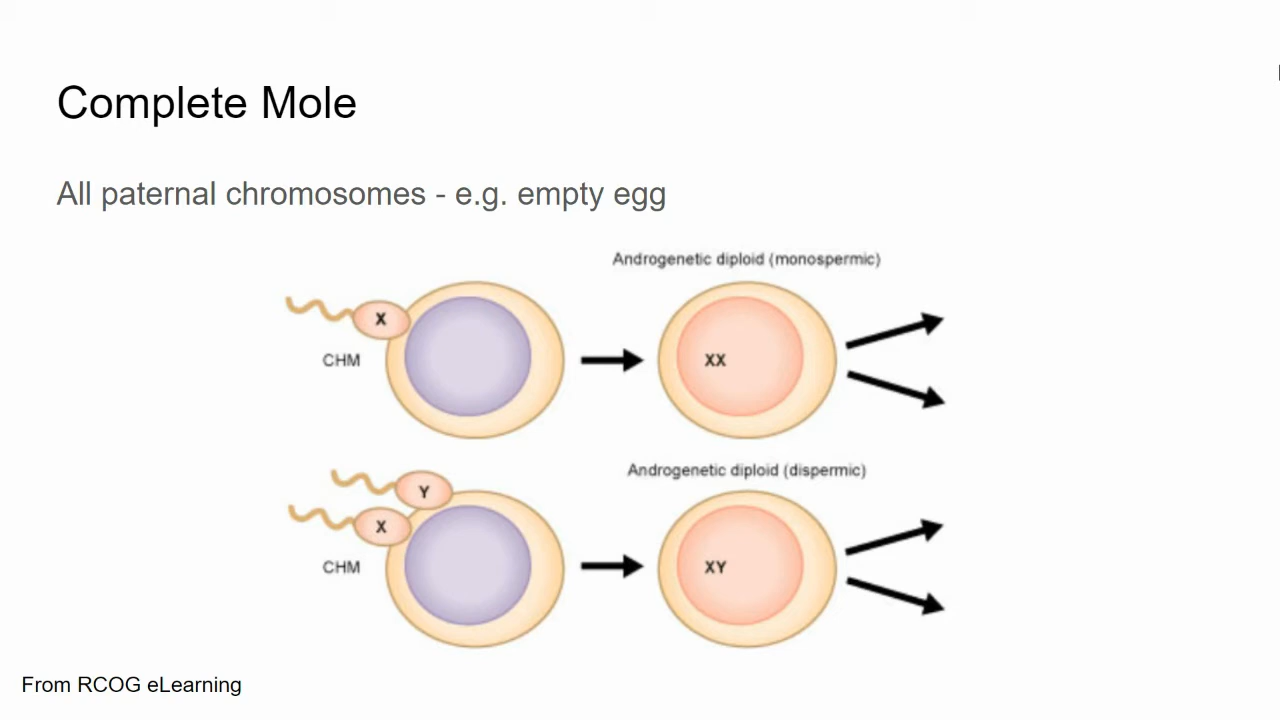 Complete Mole
All paternal chromosomes - e.g. empty egg
Androgenetic diploid (monospermic)
X
CHM
XX
Androgenetic diploid (dispermic)
Y
X
CHM
XY
From RCOG eLearning